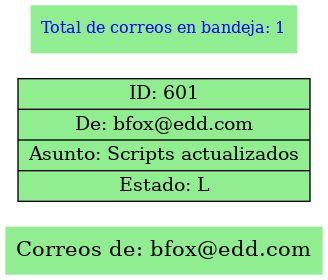 Total de correos en bandeja: 1
ID: 601
De: bfox@edd.com
Asunto: Scripts actualizados
Estado: L
Correos de: bfox@edd.com